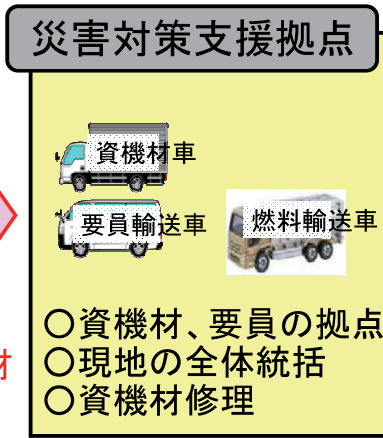 災害対策支援拠点
資機材車
要員輸送車
燃料輸送車
○資機材、要員の拠点
○現地の全体統括
材
○資機材修理